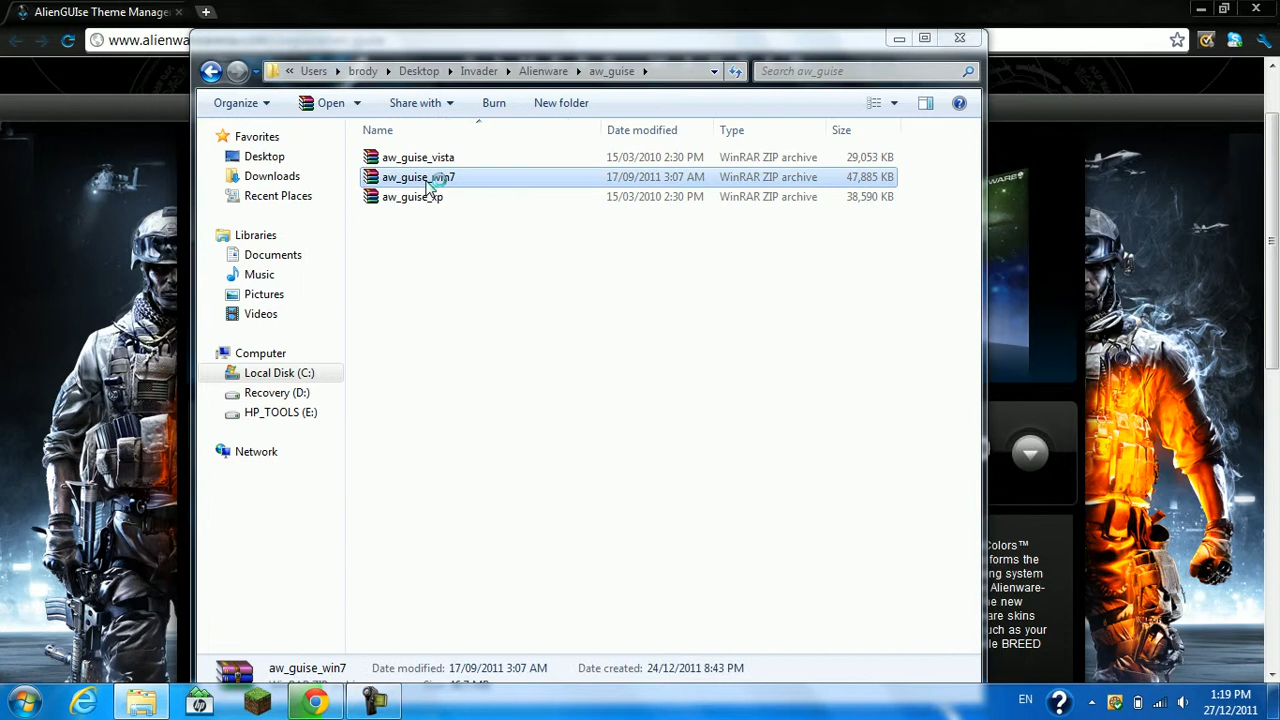 AlienGUIse Theme Manager
www.alienwa
Users brody Desktop Invader Alienware aw_guise
Search aw_guise
Organize Open Share with Burn New folder
Name Date modified Type Size
Favorites
Desktop
Downloads
Recent Places
Libraries
Documents
Music
Pictures
Videos
Computer
Local Disk (C:)
Recovery (D:)
HP_TOOLS (E:)
Network
aw_guise_vista 15/03/2010 2:30 PM WinRAR ZIP archive 29,053 KB
aw_guise_win7 17/09/2011 3:07 AM WinRAR ZIP archive 47,885 KB
aw_guise_xp 15/03/2010 2:30 PM WinRAR ZIP archive 38,590 KB
Colors™
forms the
ng system
Alienware-
e new
are skins
such as your
le BREED
aw_guise_win7 Date modified: 17/09/2011 3:07 AM Date created: 24/12/2011 8:43 PM
EN
1:19 PM
27/12/2011